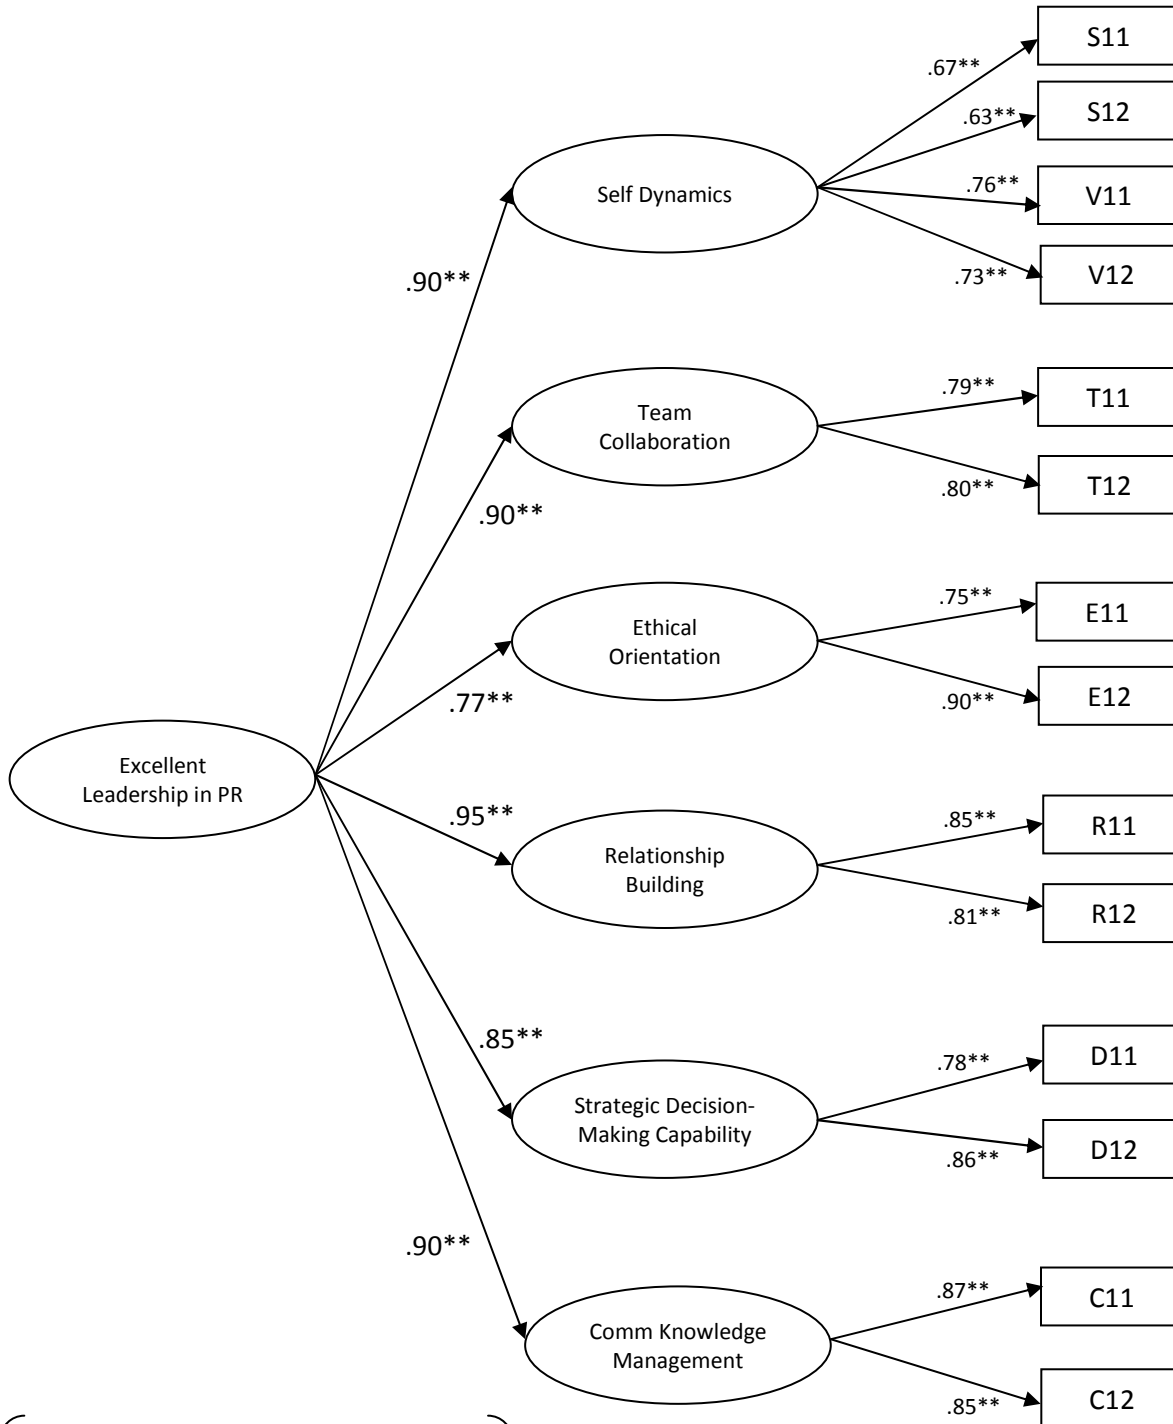 S11
.67**
S12
.63**
Self Dynamics
.76**
V11
.73**
V12
.90**
Team
Collaboration
.79**
T11
.80**
T12
.90**
Ethical
Orientation
.75**
E11
.90**
E12
.77**
Excellent
Leadership in PR
.95**
Relationship
Building
.85**
R11
.81**
R12
.85**
Strategic Decision-
Making Capability
.78**
D11
.86**
D12
.90**
Comm Knowledge
Management
.87**
C11
.85**
C12